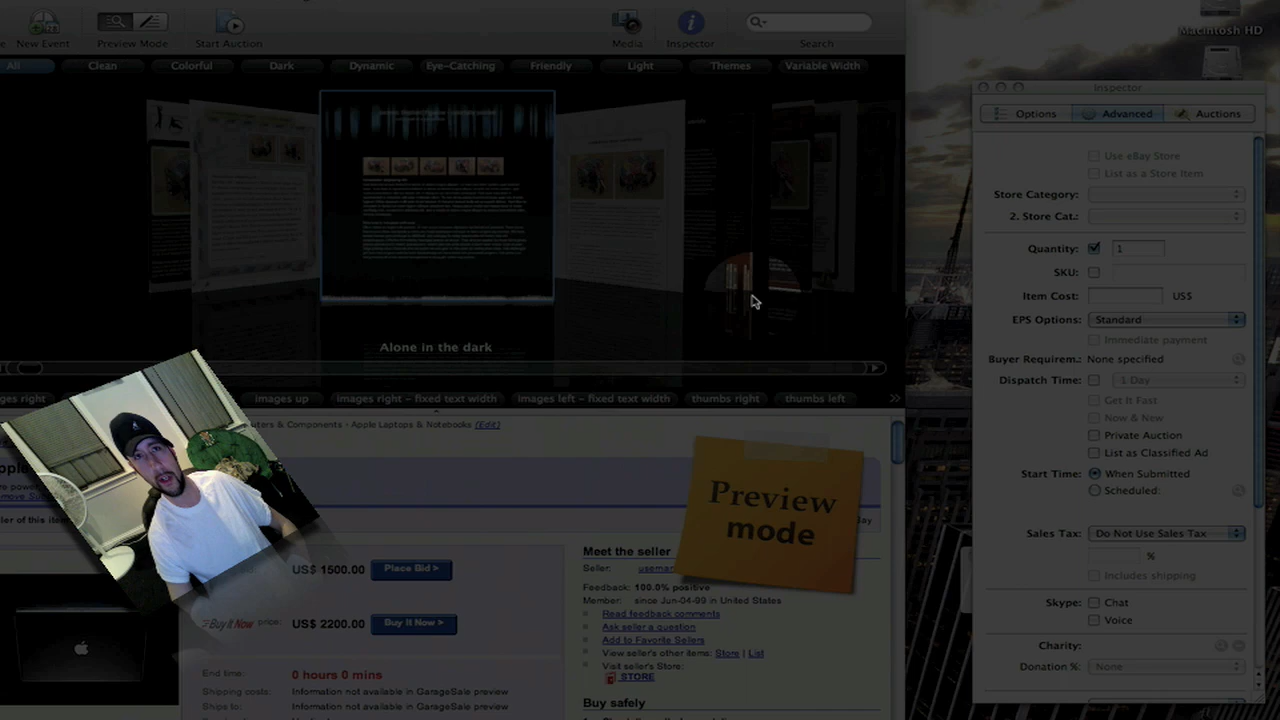 New Event
Preview Mode
Start Auction
Media
Inspector
Search
Macintosh HD
All
Clean
Colorful
Dark
Dynamic
Eye-Catching
Friendly
Light
Themes
Variable Width
Alone in the dark
ges right
images up
images right – fixed text width
images left – fixed text width
thumbs right
thumbs left
»
uters & Components › Apple Laptops & Notebooks (Edit)
Preview
mode
US$ 1500.00
Place Bid >
Buy It Now price:
US$ 2200.00
Buy It Now >
End time:
0 hours 0 mins
Shipping costs:
Information not available in GarageSale preview
Ships to:
Information not available in GarageSale preview
Meet the seller
Seller:
Feedback: 100.0% positive
Member: since Jun-04-99 in United States
Read feedback comments
Ask seller a question
Add to Favorite Sellers
View seller's other items: Store | List
Visit seller's Store:
STORE
Buy safely
Inspector
Options
Advanced
Auctions
Use eBay Store
List as a Store Item
Store Category:
2. Store Cat.:
Quantity:
1
SKU:
Item Cost:
US$
EPS Options:
Standard
Immediate payment
Buyer Requirem.:
None specified
Dispatch Time:
1 Day
Get It Fast
Now & New
Private Auction
List as Classified Ad
Start Time:
When Submitted
Scheduled:
Sales Tax:
Do Not Use Sales Tax
%
Includes shipping
Skype:
Chat
Voice
Charity:
Donation %:
None